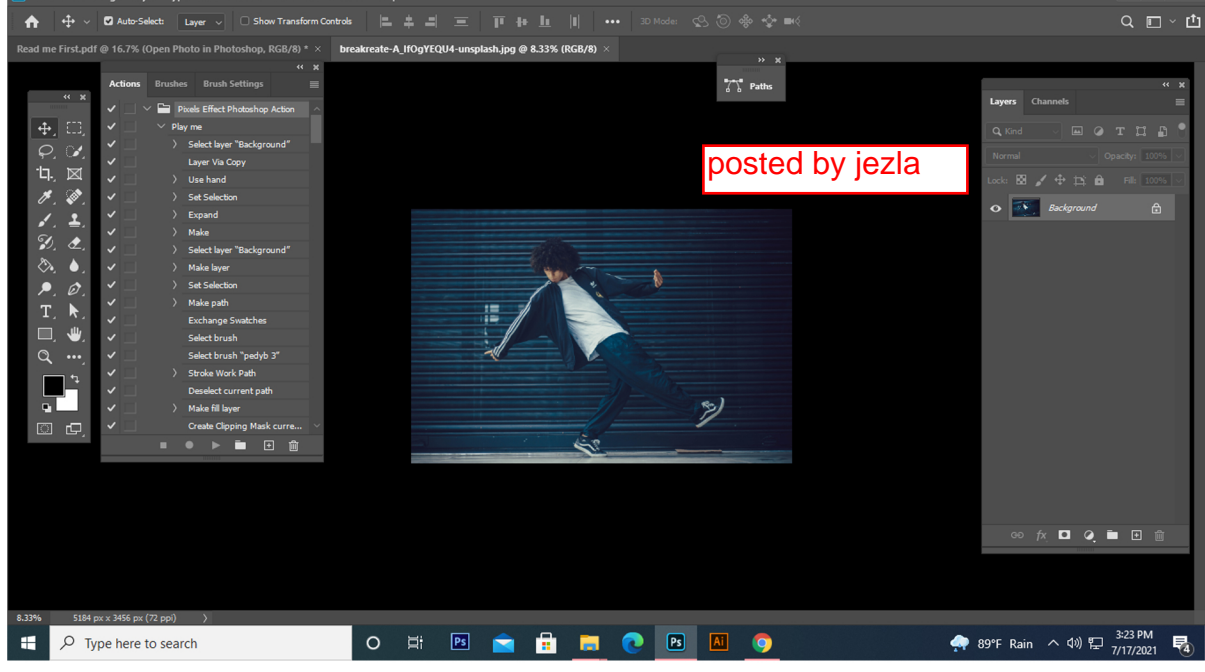 Auto-Select: Layer Show Transform Controls 3D Mode:
Read me First.pdf @ 16.7% (Open Photo in Photoshop, RGB/8) * × breakreate-A_IfOgYEQU4-unsplash.jpg @ 8.33% (RGB/8) ×
Actions Brushes Brush Settings
Pixels Effect Photoshop Action
Play me
Select layer "Background"
Layer Via Copy
Use hand
Set Selection
Expand
Make
Select layer "Background"
Make layer
Set Selection
Make path
Exchange Swatches
Select brush
Select brush "pedyb 3"
Stroke Work Path
Deselect current path
Make fill layer
Create Clipping Mask curre...
Paths
posted by jezla
Layers Channels
Kind
Normal Opacity: 100%
Lock: Fill: 100%
Background
fx
8.33% 5184 px x 3456 px (72 ppi)
Type here to search
Ps Ps Ai
89°F Rain
3:23 PM
7/17/2021
4